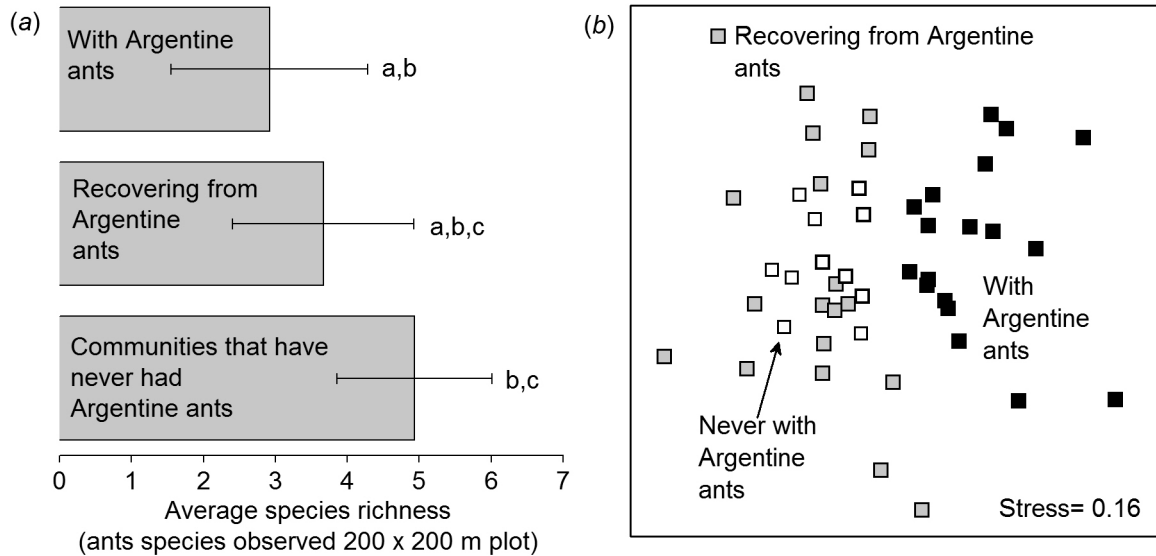 (a)
With Argentine
ants
a,b
Recovering from
Argentine
ants
a,b,c
Communities that have
never had
Argentine ants
b,c
0 1 2 3 4 5 6 7
Average species richness
(ants species observed 200 x 200 m plot)
(b)
Recovering from Argentine
ants
With
Argentine
ants
Never with
Argentine
ants
Stress= 0.16